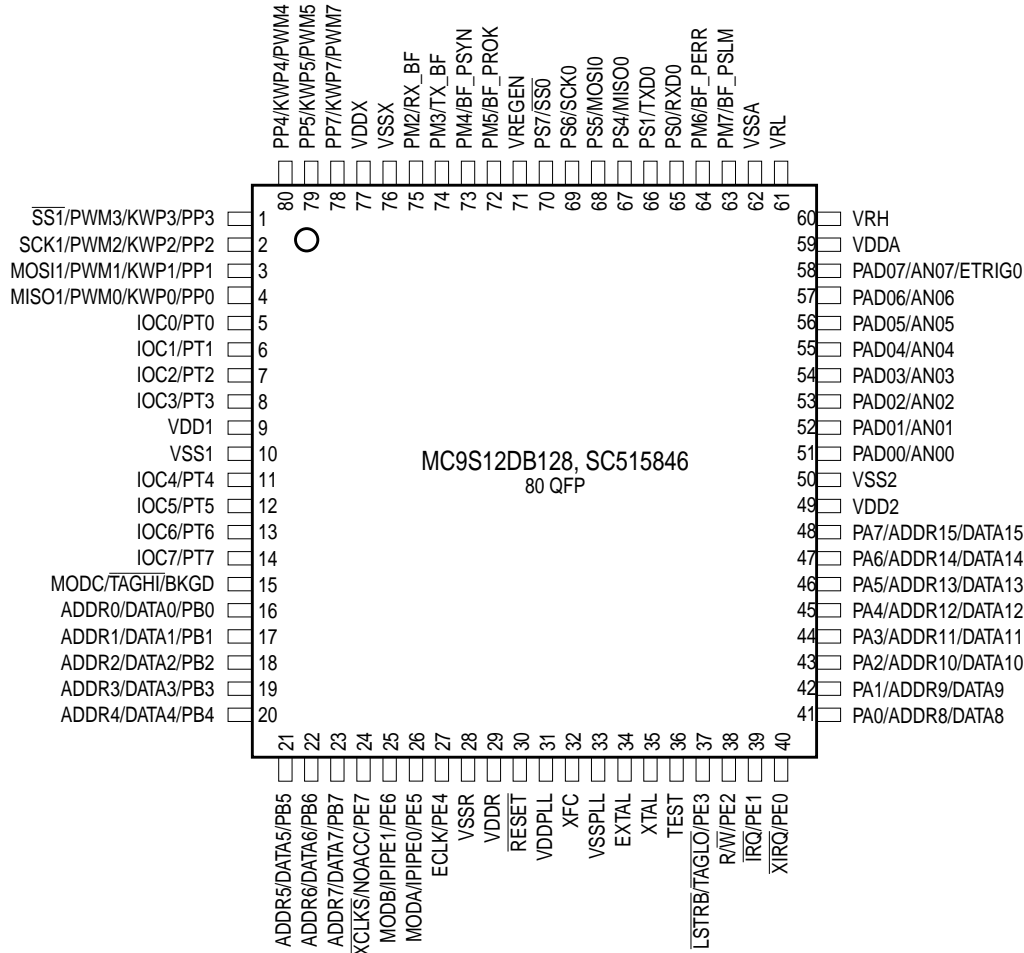 PP4/KWP4/PWM4
PP5/KWP5/PWM5
PP7/KWP7/PWM7
VDDX
VSSX
PM2/RX_BF
PM3/TX_BF
PM4/BF_PSYN
PM5/BF_PROK
VREGEN
PS7/SS0
PS6/SCK0
PS5/MOSI0
PS4/MISO0
PS1/TXD0
PS0/RXD0
PM6/BF_PERR
PM7/BF_PSLM
VSSA
VRL
80
79
78
77
76
75
74
73
72
71
70
69
68
67
66
65
64
63
62
61
SS1/PWM3/KWP3/PP3 1
SCK1/PWM2/KWP2/PP2 2
MOSI1/PWM1/KWP1/PP1 3
MISO1/PWM0/KWP0/PP0 4
IOC0/PT0 5
IOC1/PT1 6
IOC2/PT2 7
IOC3/PT3 8
VDD1 9
VSS1 10
IOC4/PT4 11
IOC5/PT5 12
IOC6/PT6 13
IOC7/PT7 14
MODC/TAGHI/BKGD 15
ADDR0/DATA0/PB0 16
ADDR1/DATA1/PB1 17
ADDR2/DATA2/PB2 18
ADDR3/DATA3/PB3 19
ADDR4/DATA4/PB4 20
MC9S12DB128, SC515846
80 QFP
60 VRH
59 VDDA
58 PAD07/AN07/ETRIG0
57 PAD06/AN06
56 PAD05/AN05
55 PAD04/AN04
54 PAD03/AN03
53 PAD02/AN02
52 PAD01/AN01
51 PAD00/AN00
50 VSS2
49 VDD2
48 PA7/ADDR15/DATA15
47 PA6/ADDR14/DATA14
46 PA5/ADDR13/DATA13
45 PA4/ADDR12/DATA12
44 PA3/ADDR11/DATA11
43 PA2/ADDR10/DATA10
42 PA1/ADDR9/DATA9
41 PA0/ADDR8/DATA8
21
22
23
24
25
26
27
28
29
30
31
32
33
34
35
36
37
38
39
40
ADDR5/DATA5/PB5
ADDR6/DATA6/PB6
ADDR7/DATA7/PB7
XCLKS/NOACC/PE7
MODB/IPIPE1/PE6
MODA/IPIPE0/PE5
ECLK/PE4
VSSR
VDDR
RESET
VDDPLL
XFC
VSSPLL
EXTAL
XTAL
TEST
LSTRB/TAGLO/PE3
R/W/PE2
IRQ/PE1
XIRQ/PE0